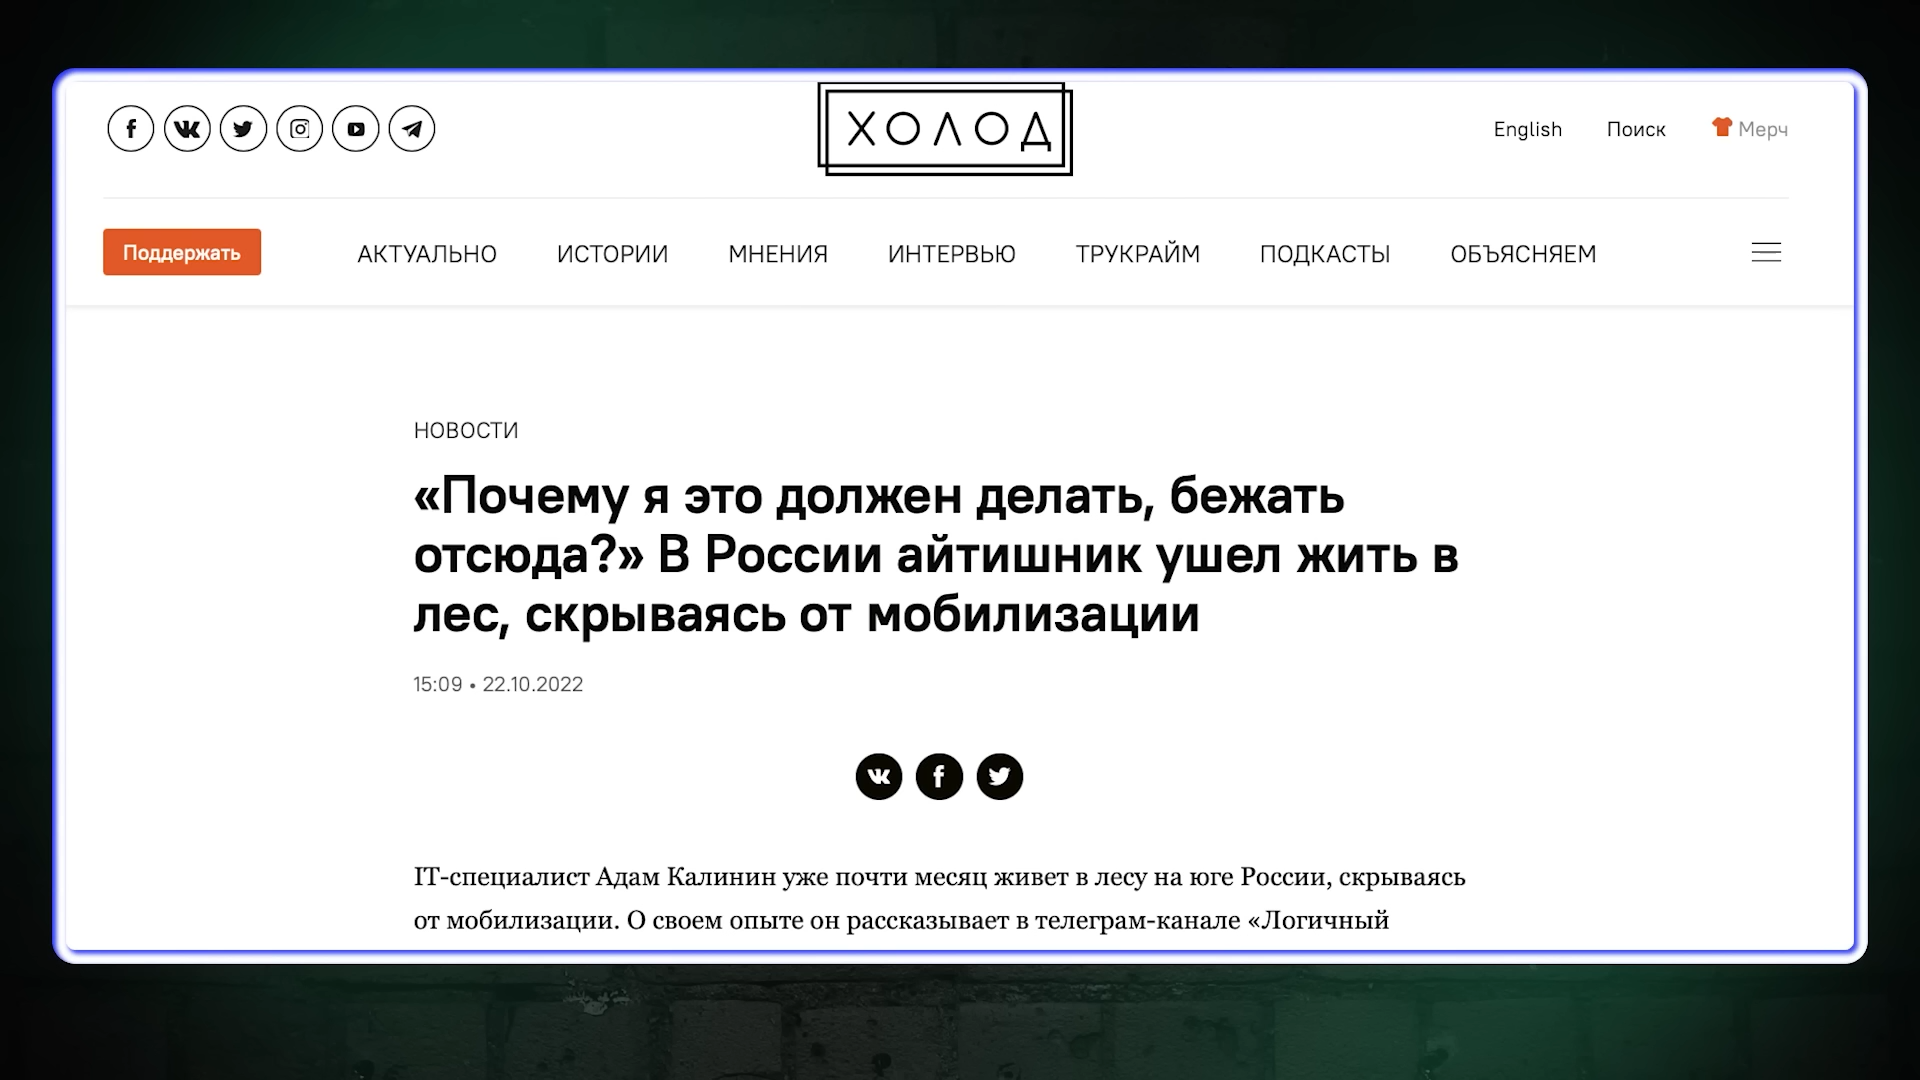 ХОЛОД
English
Поиск
Мерч
Поддержать
АКТУАЛЬНО
ИСТОРИИ
МНЕНИЯ
ИНТЕРВЬЮ
ТРУКРАЙМ
ПОДКАСТЫ
ОБЪЯСНЯЕМ
НОВОСТИ
«Почему я это должен делать, бежать
отсюда?» В России айтишник ушел жить в
лес, скрываясь от мобилизации
15:09 • 22.10.2022
IT-специалист Адам Калинин уже почти месяц живет в лесу на юге России, скрываясь
от мобилизации. О своем опыте он рассказывает в телеграм-канале «Логичный